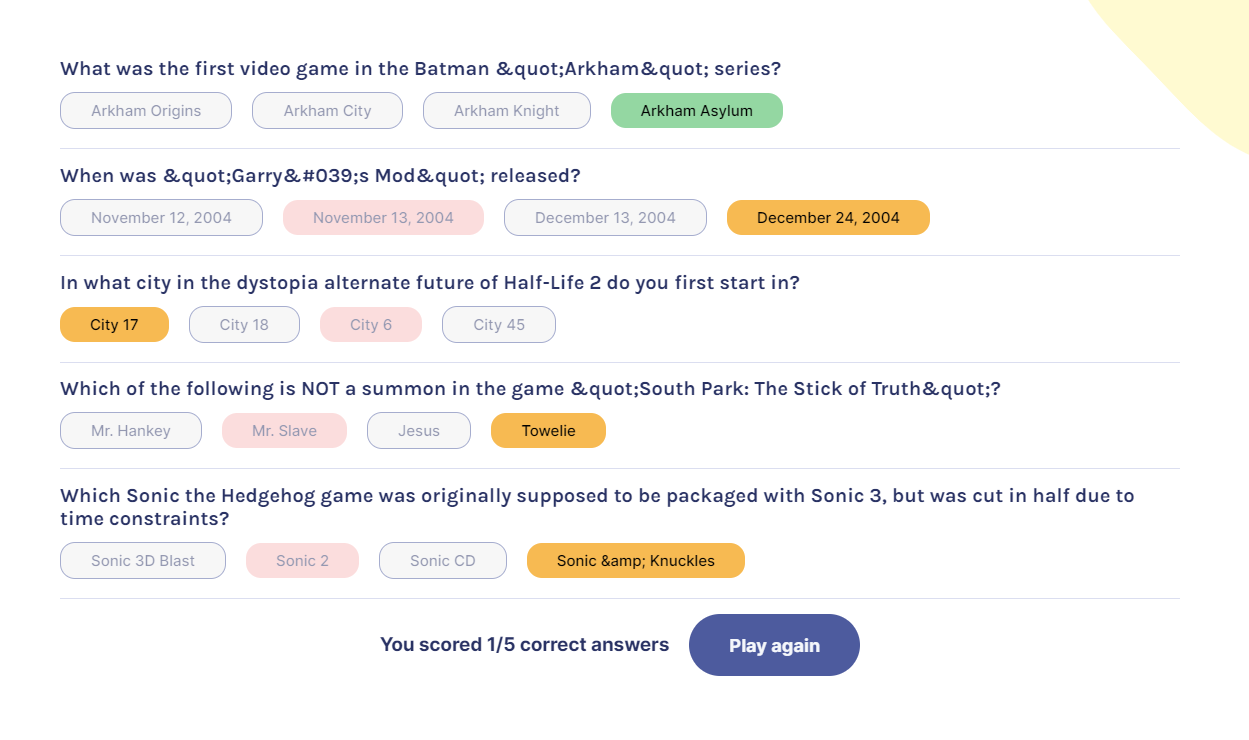 What was the first video game in the Batman &quot;Arkham&quot; series?
Arkham Origins Arkham City Arkham Knight Arkham Asylum
When was &quot;Garry&#039;s Mod&quot; released?
November 12, 2004 November 13, 2004 December 13, 2004 December 24, 2004
In what city in the dystopia alternate future of Half-Life 2 do you first start in?
City 17 City 18 City 6 City 45
Which of the following is NOT a summon in the game &quot;South Park: The Stick of Truth&quot;?
Mr. Hankey Mr. Slave Jesus Towelie
Which Sonic the Hedgehog game was originally supposed to be packaged with Sonic 3, but was cut in half due to
time constraints?
Sonic 3D Blast Sonic 2 Sonic CD Sonic &amp; Knuckles
You scored 1/5 correct answers Play again